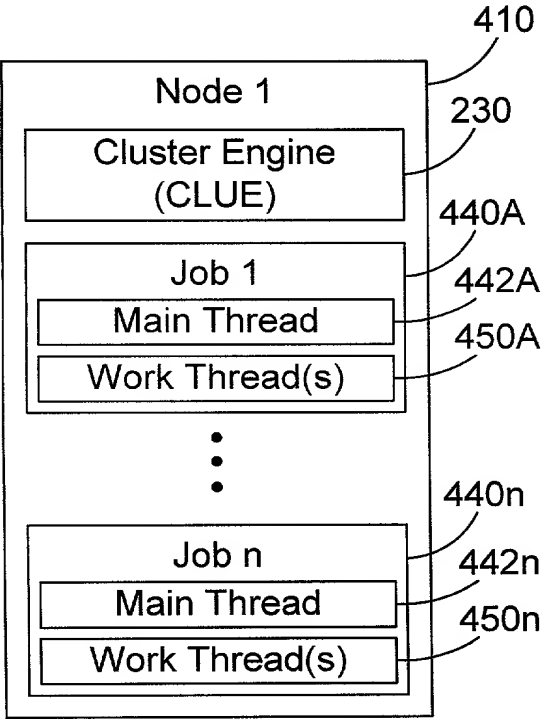 410
Node 1
230
Cluster Engine
(CLUE)
440A
Job 1
442A
Main Thread
450A
Work Thread(s)
440n
Job n
442n
Main Thread
450n
Work Thread(s)